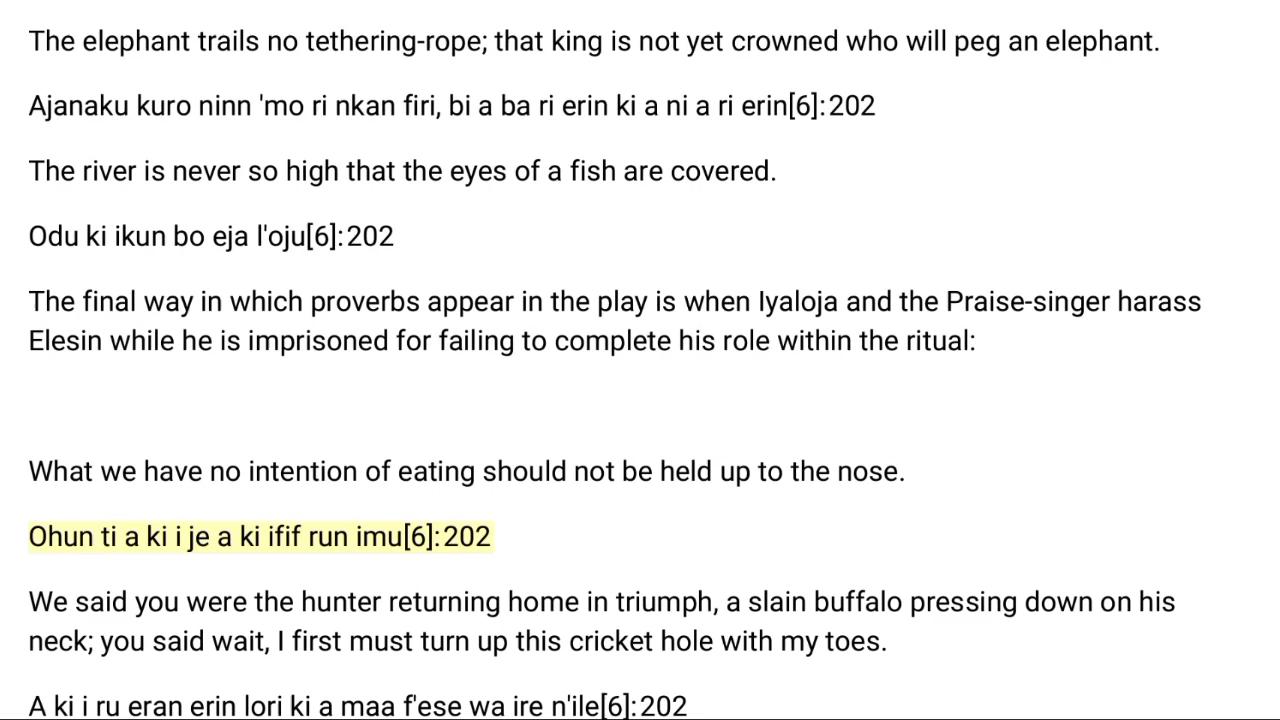 The elephant trails no tethering-rope; that king is not yet crowned who will peg an elephant.
Ajanaku kuro ninn 'mo ri nkan firi, bi a ba ri erin ki a ni a ri erin[6]:202
The river is never so high that the eyes of a fish are covered.
Odu ki ikun bo eja l'oju[6]:202
The final way in which proverbs appear in the play is when Iyaloja and the Praise-singer harass
Elesin while he is imprisoned for failing to complete his role within the ritual:
What we have no intention of eating should not be held up to the nose.
Ohun ti a ki i je a ki ifif run imu[6]:202
We said you were the hunter returning home in triumph, a slain buffalo pressing down on his
neck; you said wait, I first must turn up this cricket hole with my toes.
A ki i ru eran erin lori ki a maa f'ese wa ire n'ile[6]:202